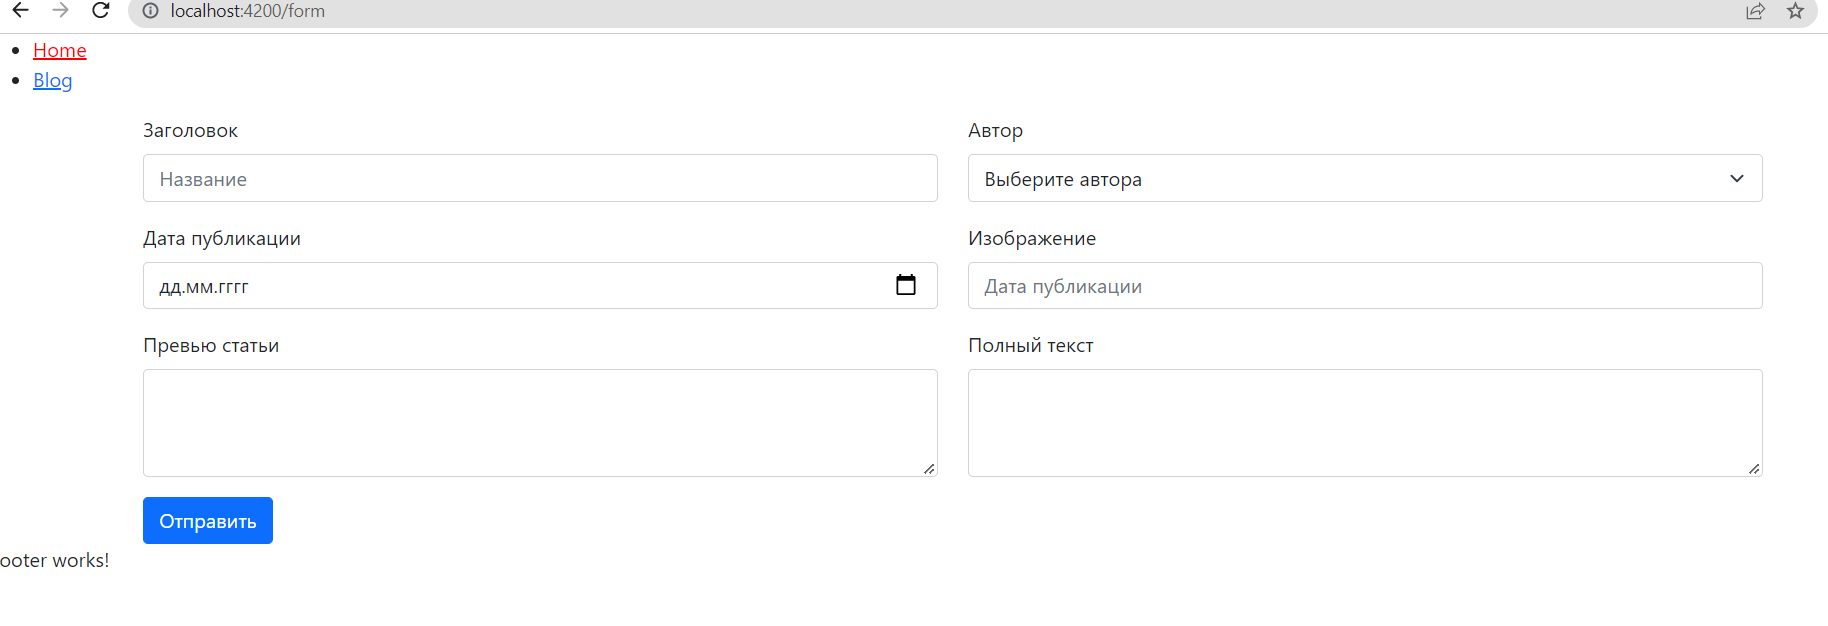 localhost:4200/form
Home
Blog
Заголовок
Автор
Название
Выберите автора
Дата публикации
Изображение
дд.мм.гггг
Дата публикации
Превью статьи
Полный текст
Отправить
ooter works!